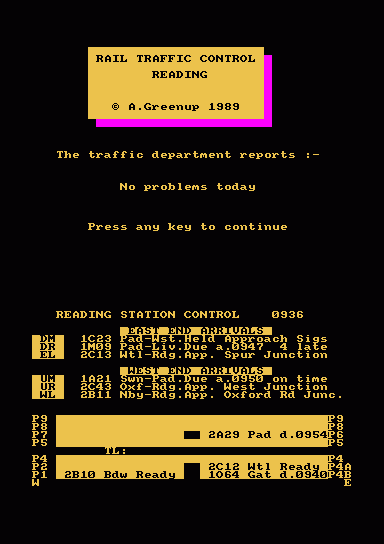 RAIL TRAFFIC CONTROL
READING
© A.Greenup 1989
The traffic department reports :-
No problems today
Press any key to continue
READING STATION CONTROL 0936
EAST END ARRIVALS
DM 1C23 Pad-Wst.Held Approach Sigs
DR 1M09 Pad-Liv.Due a.0947 4 late
EL 2C13 Wtl-Rdg.App. Spur Junction
WEST END ARRIVALS
UM 1A21 Swn-Pad.Due a.0950 on time
UR 2C43 Oxf-Rdg.App. West Junction
WL 2B11 Nby-Rdg.App. Oxford Rd Junc.
P9 P9
P8 P8
P7 2A29 Pad d.0954 P6
P5 P5
TL:
P4 P4
P2 2C12 Wtl Ready P4A
P1 2B10 Bdw Ready 1O64 Gat d.0940 P4B
W E